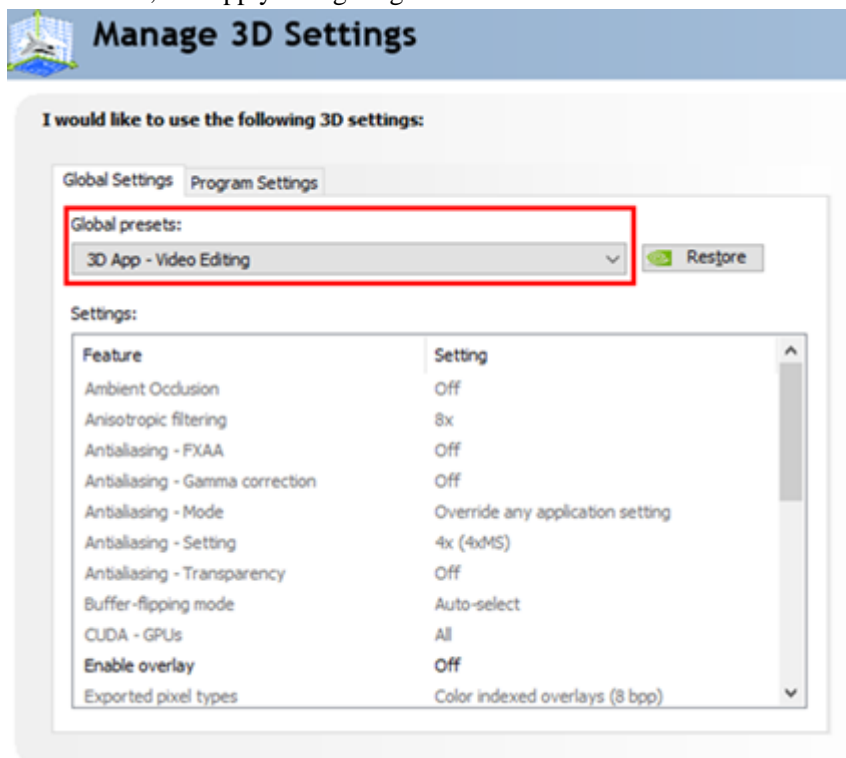 Manage 3D Settings
I would like to use the following 3D settings:
Global Settings Program Settings
Global presets:
3D App - Video Editing Restore
Settings:
Feature Setting
Ambient Occlusion Off
Anisotropic filtering 8x
Antialiasing - FXAA Off
Antialiasing - Gamma correction Off
Antialiasing - Mode Override any application setting
Antialiasing - Setting 4x (4xMS)
Antialiasing - Transparency Off
Buffer-flipping mode Auto-select
CUDA - GPUs All
Enable overlay Off
Exported pixel types Color indexed overlays (8 bpp)